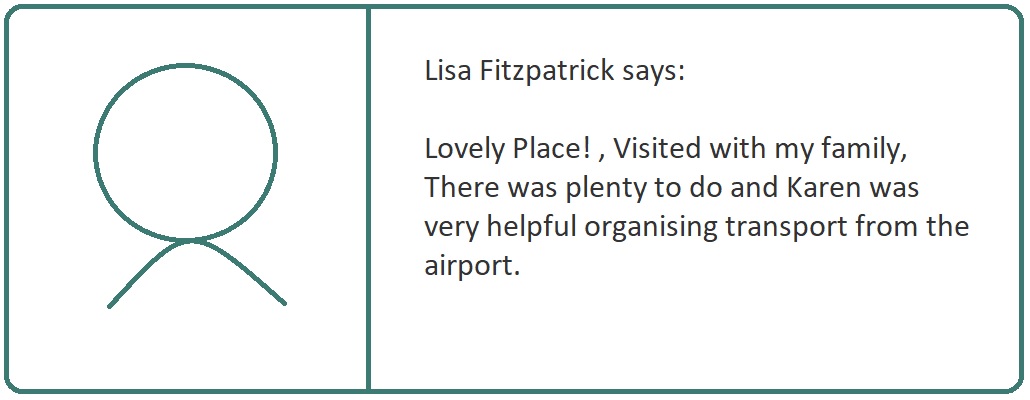 Lisa Fitzpatrick says:
Lovely Place! , Visited with my family,
There was plenty to do and Karen was
very helpful organising transport from the
airport.